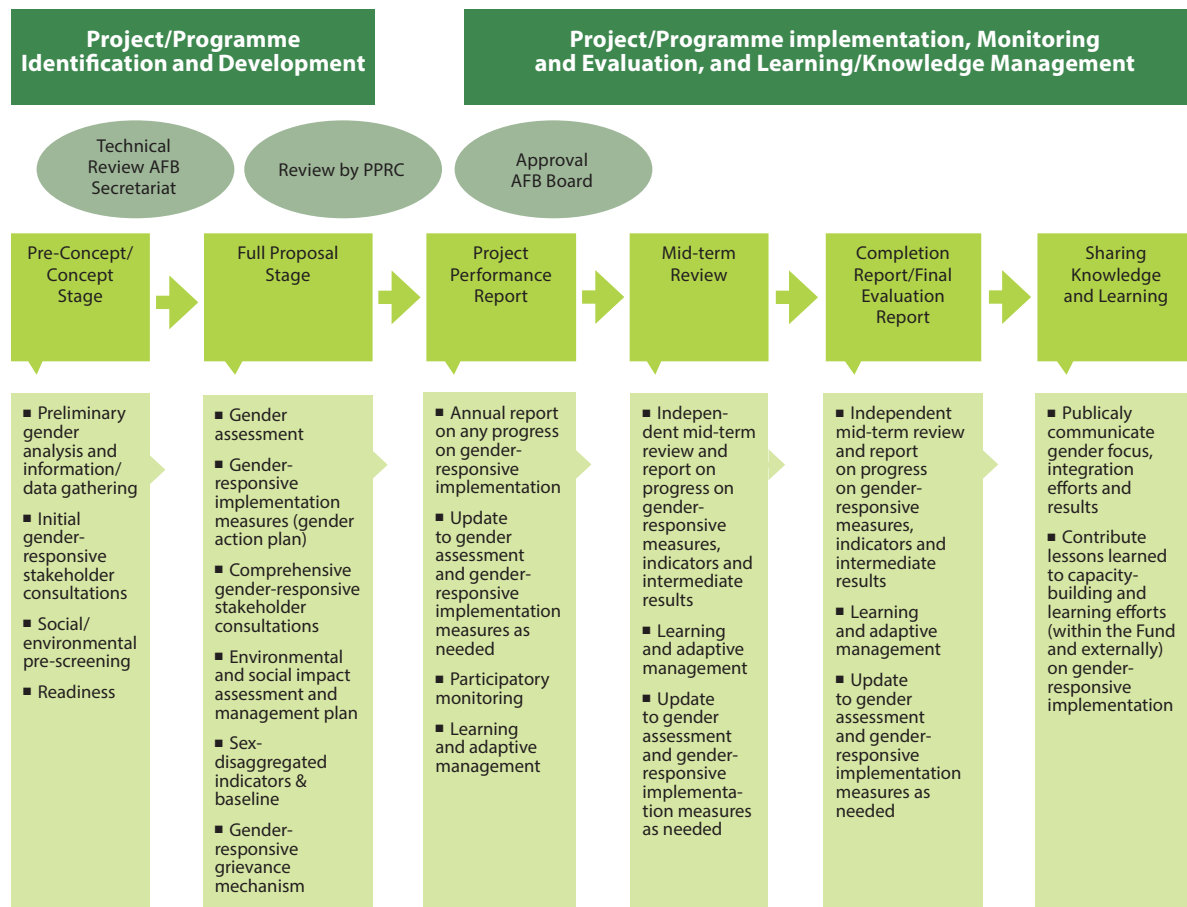 Project/Programme
Identification and Development
Project/Programme implementation, Monitoring
and Evaluation, and Learning/Knowledge Management
Technical
Review AFB
Secretariat
Review by PPRC
Approval
AFB Board
Pre-Concept/
Concept
Stage
Full Proposal
Stage
Project
Performance
Report
Mid-term
Review
Completion
Report/Final
Evaluation
Report
Sharing
Knowledge
and Learning
■ Preliminary
gender
analysis and
information/
data gathering
■ Initial
gender-
responsive
stakeholder
consultations
■ Social/
environmental
pre-screening
■ Readiness
■ Gender
assessment
■ Gender-
responsive
implementation
measures (gender
action plan)
■ Comprehensive
gender-responsive
stakeholder
consultations
■ Environmental
and social impact
assessment and
management plan
■ Sex-
disaggregated
indicators &
baseline
■ Gender-
responsive
grievance
mechanism
■ Annual report
on any progress
on gender-
responsive
implementation
■ Update
to gender
assessment
and gender-
responsive
implementation
measures as
needed
■ Participatory
monitoring
■ Learning
and adaptive
management
■ Indepen-
dent mid-term
review and
report on
progress on
gender-
responsive
measures,
indicators and
intermediate
results
■ Learning
and adaptive
management
■ Update
to gender
assessment
and gender-
responsive
implementa-
tion measures
as needed
■ Independent
mid-term review
and report
on progress
on gender-
responsive
measures,
indicators and
intermediate
results
■ Learning
and adaptive
management
■ Update
to gender
assessment
and gender-
responsive
implementation
measures as
needed
■ Publicaly
communicate
gender focus,
integration
efforts and
results
■ Contribute
lessons learned
to capacity-
building and
learning efforts
(within the Fund
and externally)
on gender-
responsive
implementation